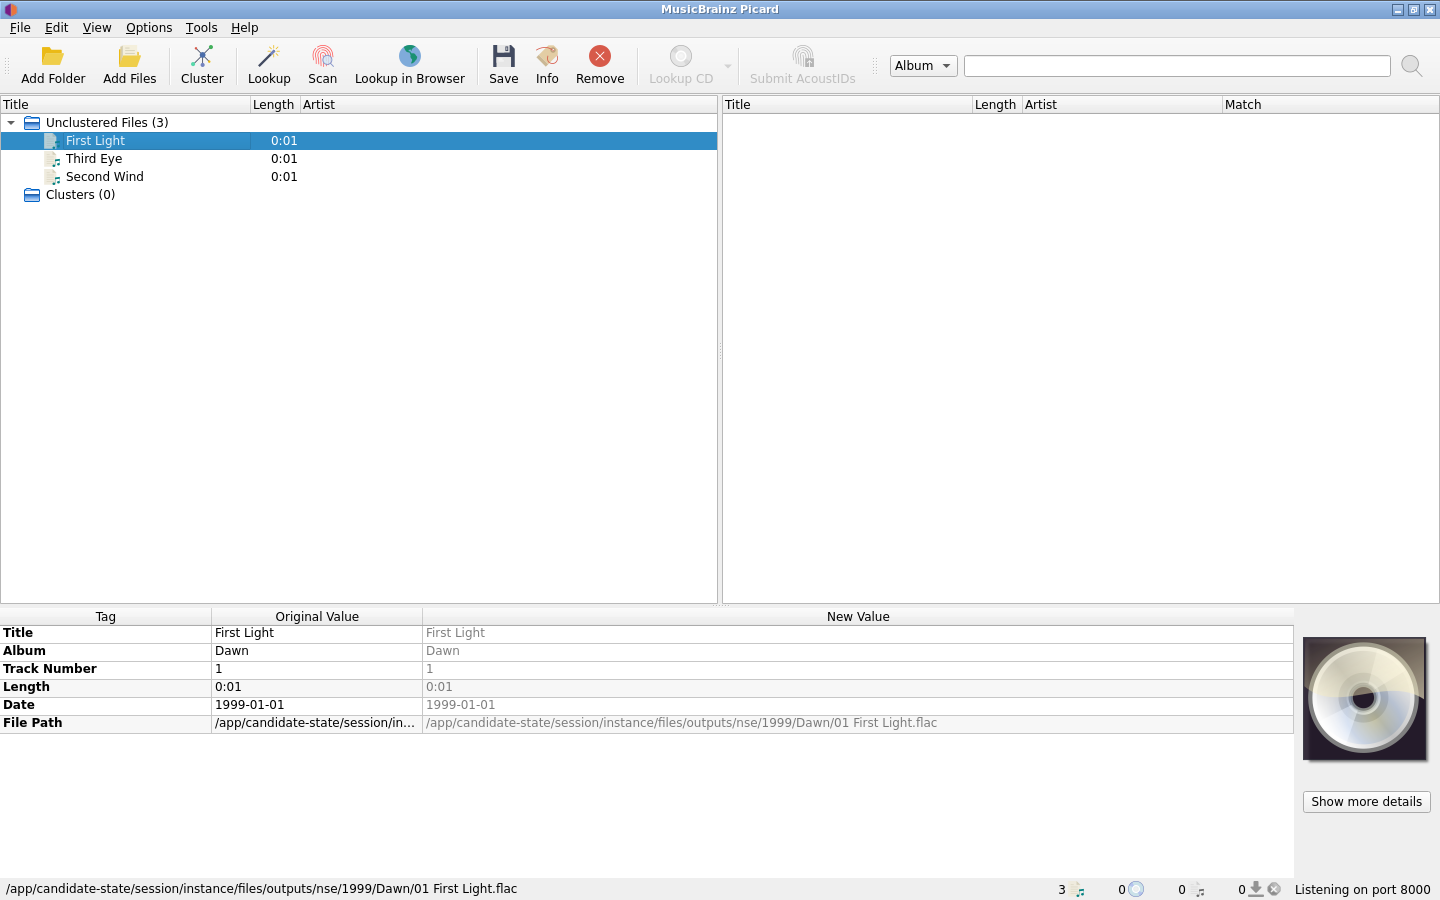 MusicBrainz Picard
File Edit View Options Tools Help
Add Folder Add Files Cluster Lookup Scan Lookup in Browser Save Info Remove Lookup CD Submit AcoustIDs Album
Title Length Artist Title Length Artist Match
Unclustered Files (3)
First Light 0:01
Third Eye 0:01
Second Wind 0:01
Clusters (0)
Tag Original Value New Value
Title First Light First Light
Album Dawn Dawn
Track Number 1 1
Length 0:01 0:01
Date 1999-01-01 1999-01-01
File Path /app/candidate-state/session/in... /app/candidate-state/session/instance/files/outputs/nse/1999/Dawn/01 First Light.flac
Show more details
/app/candidate-state/session/instance/files/outputs/nse/1999/Dawn/01 First Light.flac 3 0 0 0 Listening on port 8000